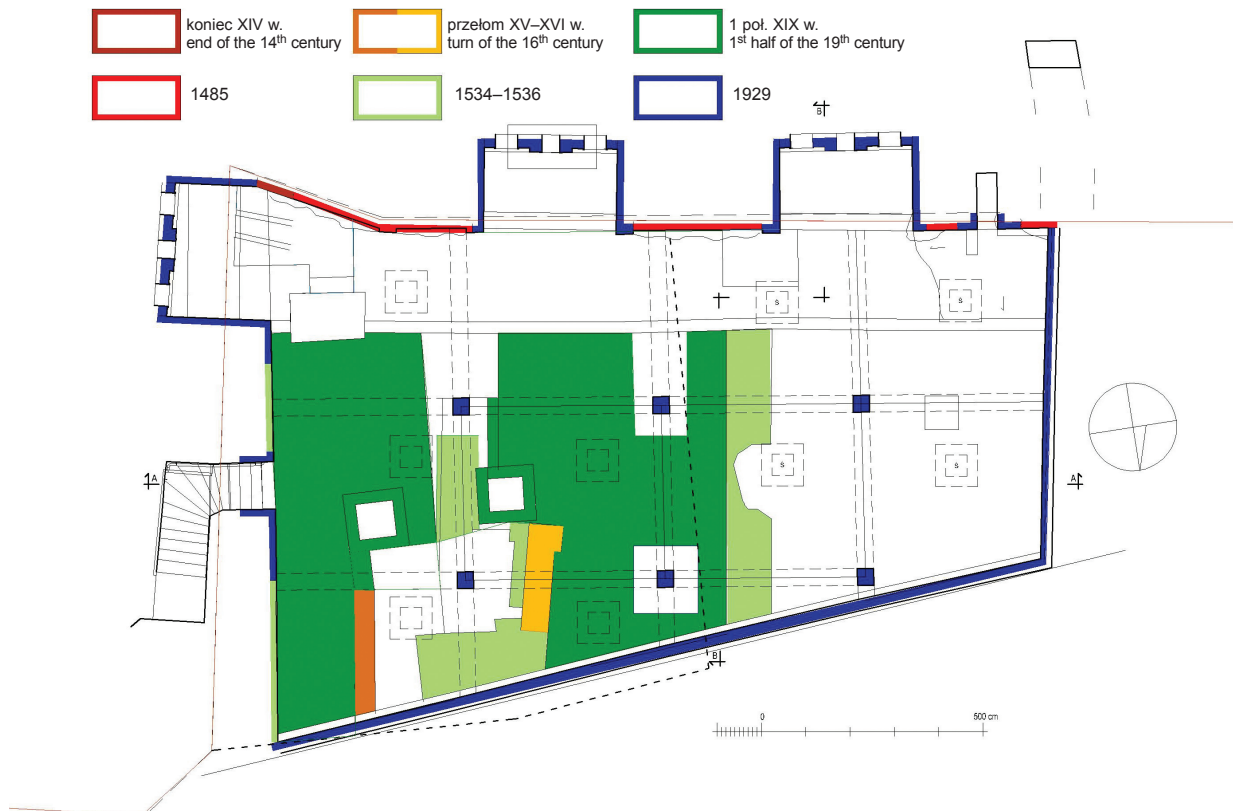 koniec XIV w.
end of the 14th century
przełom XV–XVI w.
turn of the 16th century
1 poł. XIX w.
1st half of the 19th century
1485
1534–1536
1929
B
S
S
A
S
S
A
B
0
500 cm